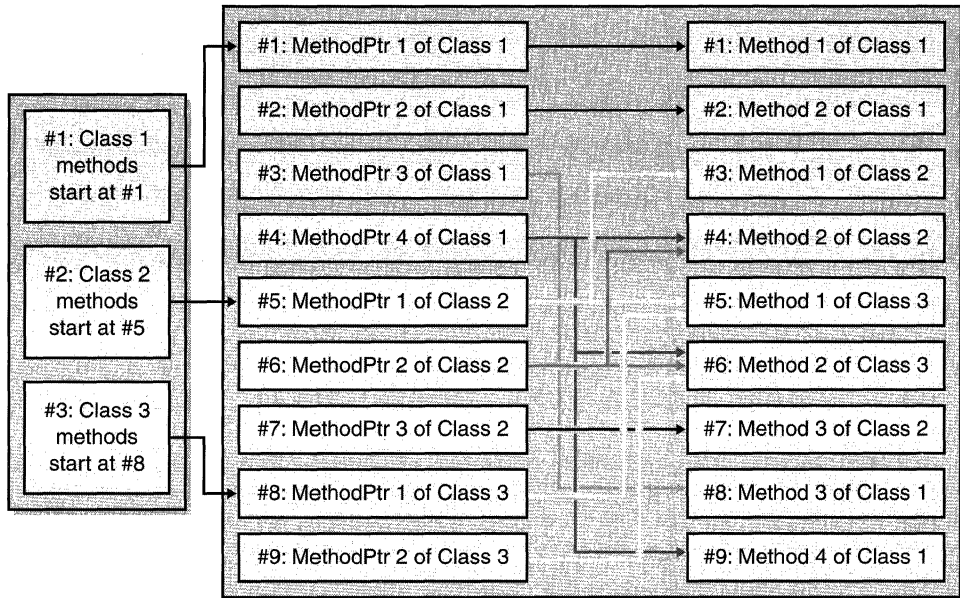 #1: Class 1
methods
start at #1
#2: Class 2
methods
start at #5
#3: Class 3
methods
start at #8
#1: MethodPtr 1 of Class 1
#2: MethodPtr 2 of Class 1
#3: MethodPtr 3 of Class 1
#4: MethodPtr 4 of Class 1
#5: MethodPtr 1 of Class 2
#6: MethodPtr 2 of Class 2
#7: MethodPtr 3 of Class 2
#8: MethodPtr 1 of Class 3
#9: MethodPtr 2 of Class 3
#1: Method 1 of Class 1
#2: Method 2 of Class 1
#3: Method 1 of Class 2
#4: Method 2 of Class 2
#5: Method 1 of Class 3
#6: Method 2 of Class 3
#7: Method 3 of Class 2
#8: Method 3 of Class 1
#9: Method 4 of Class 1